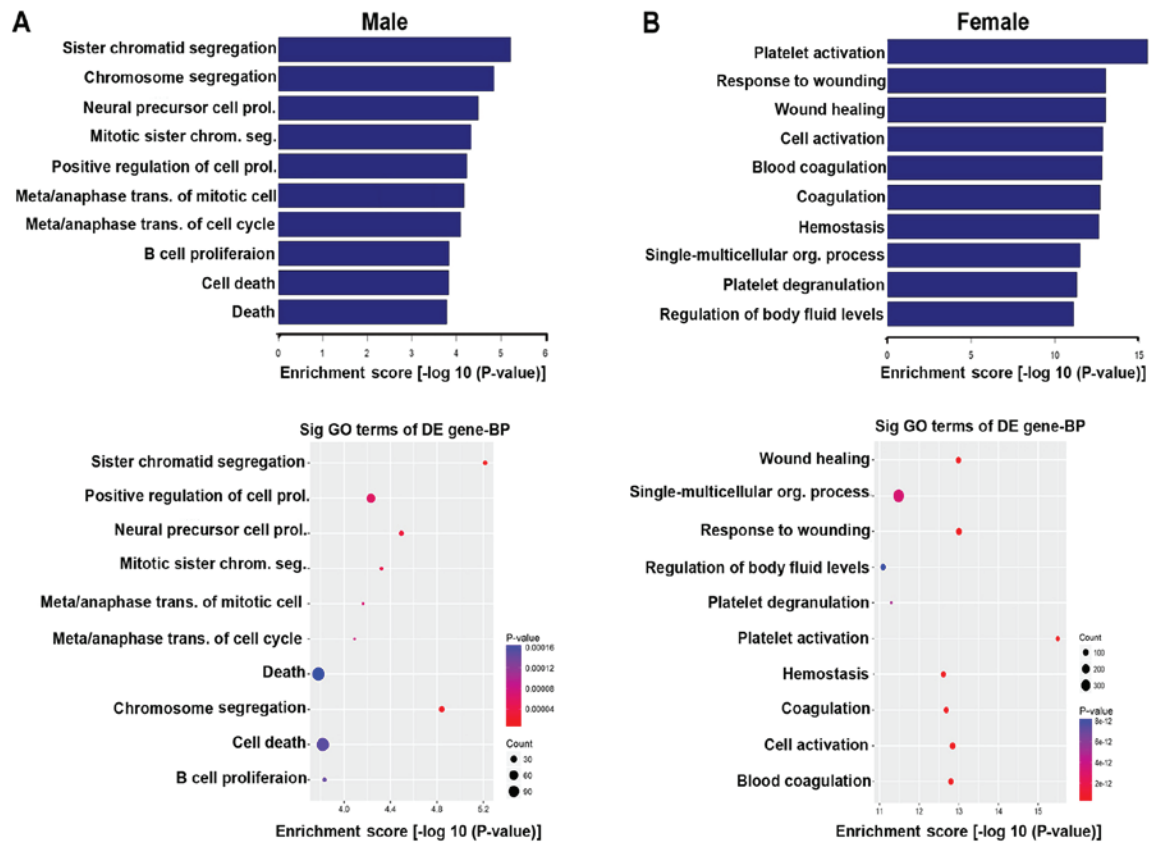 A
Male
Sister chromatid segregation
Chromosome segregation
Neural precursor cell prol.
Mitotic sister chrom. seg.
Positive regulation of cell prol.
Meta/anaphase trans. of mitotic cell
Meta/anaphase trans. of cell cycle
B cell proliferaion
Cell death
Death
0 1 2 3 4 5 6
Enrichment score [-log 10 (P-value)]
B
Female
Platelet activation
Response to wounding
Wound healing
Cell activation
Blood coagulation
Coagulation
Hemostasis
Single-multicellular org. process
Platelet degranulation
Regulation of body fluid levels
0 5 10 15
Enrichment score [-log 10 (P-value)]
Sig GO terms of DE gene-BP
Sister chromatid segregation
Positive regulation of cell prol.
Neural precursor cell prol.
Mitotic sister chrom. seg.
Meta/anaphase trans. of mitotic cell
Meta/anaphase trans. of cell cycle
Death
Chromosome segregation
Cell death
B cell proliferaion
P-value
0.00016
0.00012
0.00008
0.00004
Count
30
60
90
4.0 4.4 4.8 5.2
Enrichment score [-log 10 (P-value)]
Sig GO terms of DE gene-BP
Wound healing
Single-multicellular org. process
Response to wounding
Regulation of body fluid levels
Platelet degranulation
Platelet activation
Hemostasis
Coagulation
Cell activation
Blood coagulation
Count
100
200
300
P-value
8e-12
6e-12
4e-12
2e-12
11 12 13 14 15
Enrichment score [-log 10 (P-value)]